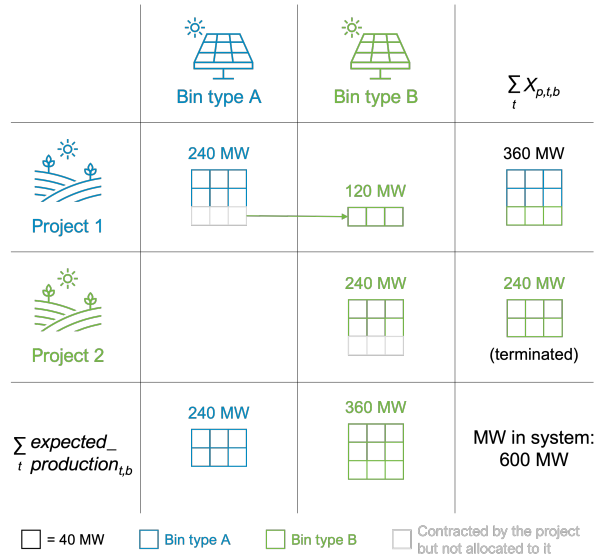 Bin type A
Bin type B
∑ X p,t,b
t
240 MW
360 MW
120 MW
Project 1
240 MW
240 MW
Project 2
(terminated)
240 MW
360 MW
∑ expected_
t production t,b
MW in system:
600 MW
= 40 MW
Bin type A
Bin type B
Contracted by the project
but not allocated to it